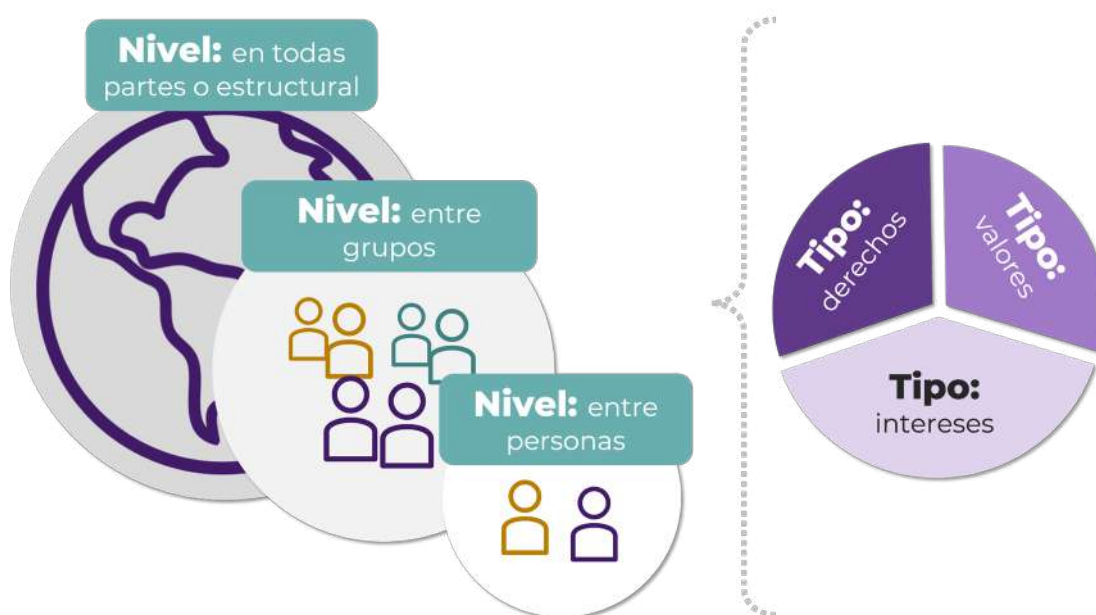 Nivel: en todas
partes o estructural
Nivel: entre
grupos
Nivel: entre
personas
Tipo:
derechos
Tipo:
valores
Tipo:
intereses